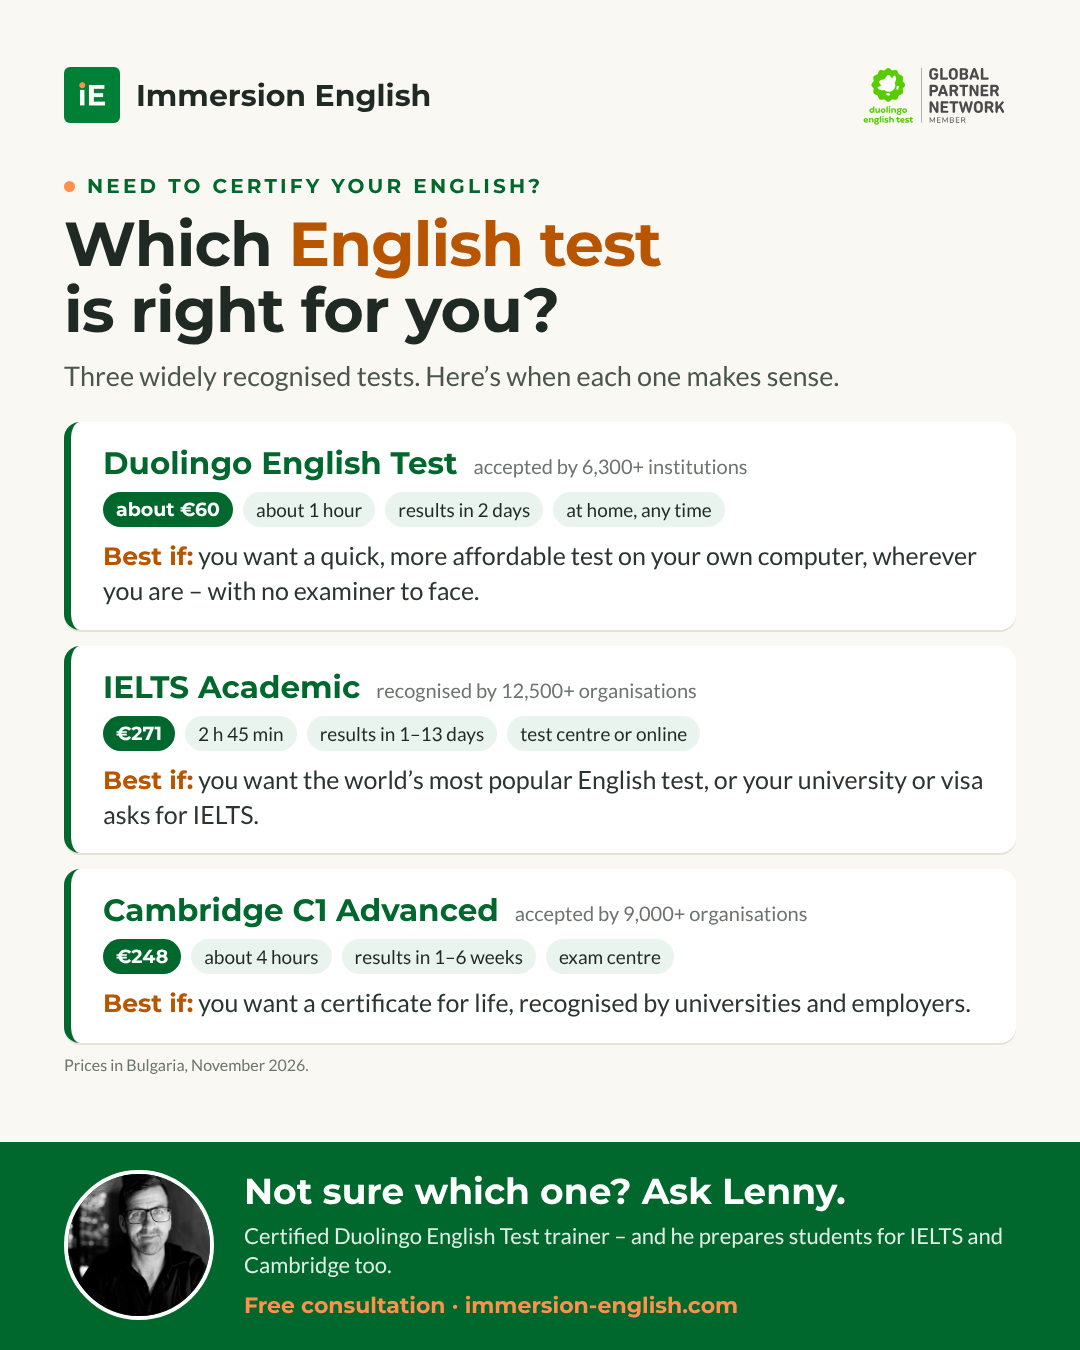 iE Immersion English
duolingo
english test
GLOBAL
PARTNER
NETWORK
MEMBER
NEED TO CERTIFY YOUR ENGLISH?
Which English test
is right for you?
Three widely recognised tests. Here’s when each one makes sense.
Duolingo English Test accepted by 6,300+ institutions
about €60 about 1 hour results in 2 days at home, any time
Best if: you want a quick, more affordable test on your own computer, wherever
you are – with no examiner to face.
IELTS Academic recognised by 12,500+ organisations
€271 2 h 45 min results in 1–13 days test centre or online
Best if: you want the world’s most popular English test, or your university or visa
asks for IELTS.
Cambridge C1 Advanced accepted by 9,000+ organisations
€248 about 4 hours results in 1–6 weeks exam centre
Best if: you want a certificate for life, recognised by universities and employers.
Prices in Bulgaria, November 2026.
Not sure which one? Ask Lenny.
Certified Duolingo English Test trainer – and he prepares students for IELTS and
Cambridge too.
Free consultation · immersion-english.com